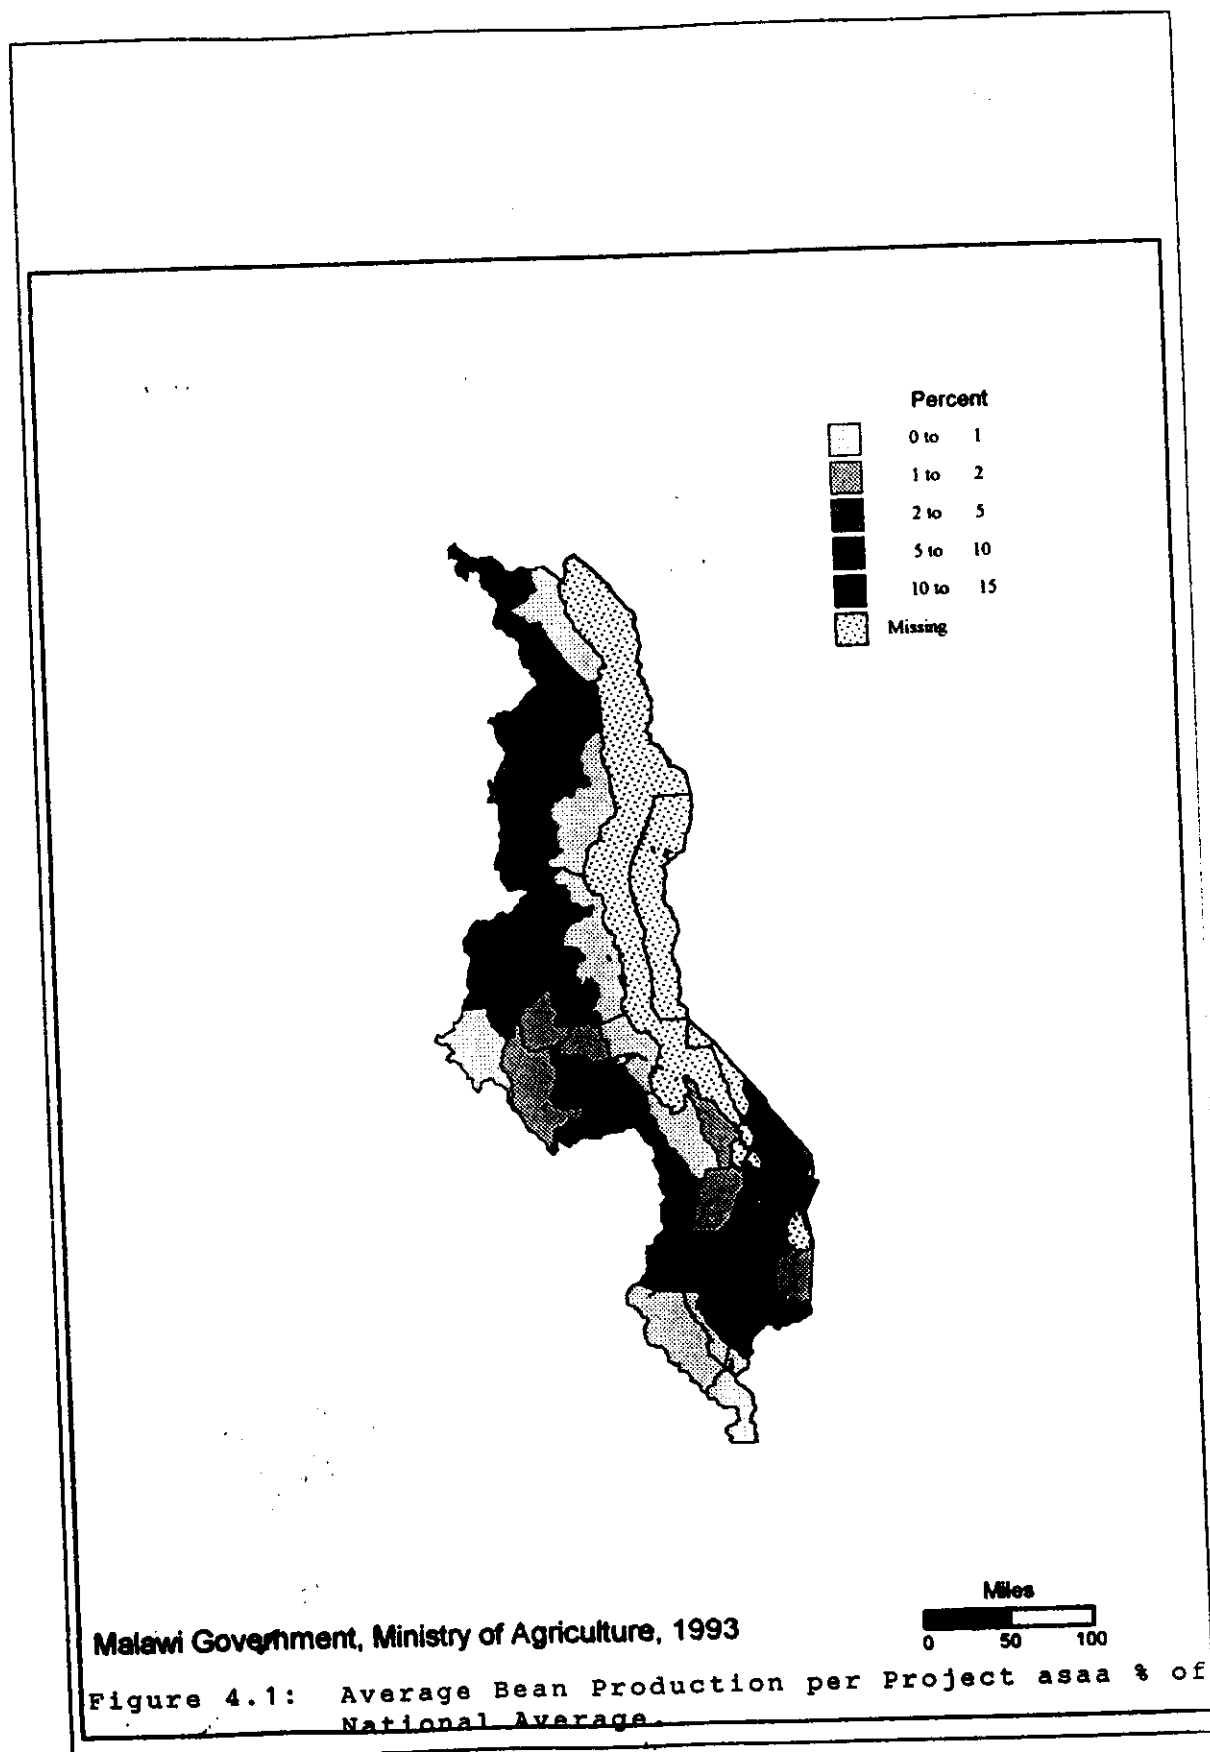 Percent
0 to 1
1 to 2
2 to 5
5 to 10
10 to 15
Missing
Miles
0 50 100
Malawi Government, Ministry of Agriculture, 1993
Figure 4.1: Average Bean Production per Project asaa % of
National Average.